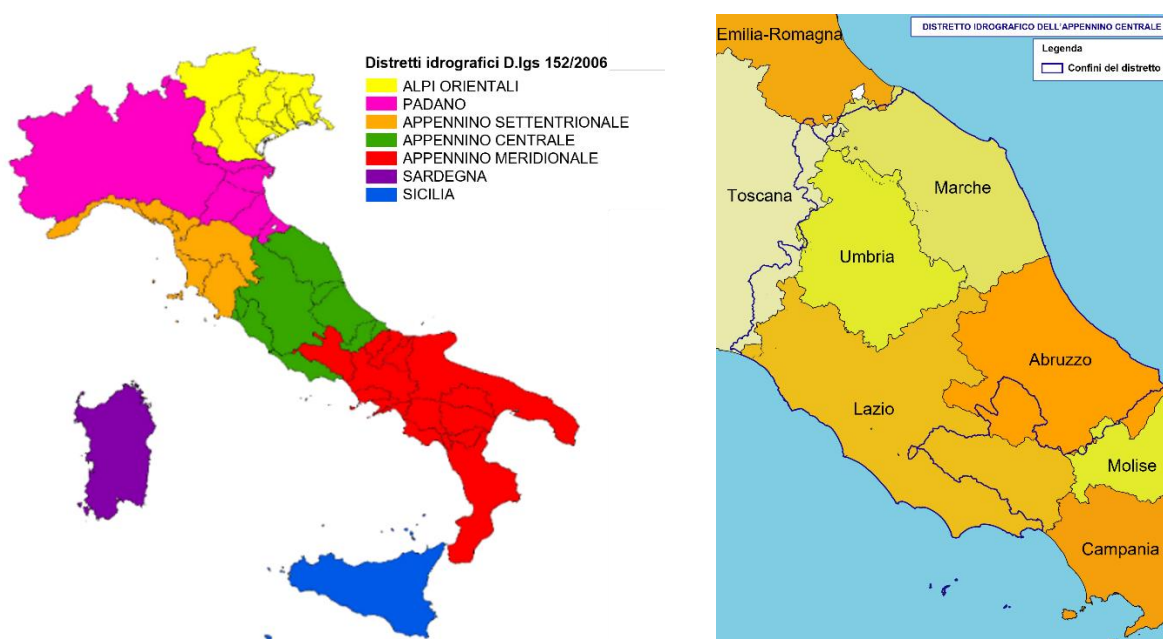 Distretti idrografici D.lgs 152/2006
ALPI ORIENTALI
PADANO
APPENNINO SETTENTRIONALE
APPENNINO CENTRALE
APPENNINO MERIDIONALE
SARDEGNA
SICILIA
DISTRETTO IDROGRAFICO DELL'APPENNINO CENTRALE
Legenda
Confini del distretto
Emilia-Romagna
Toscana
Marche
Umbria
Abruzzo
Lazio
Molise
Campania